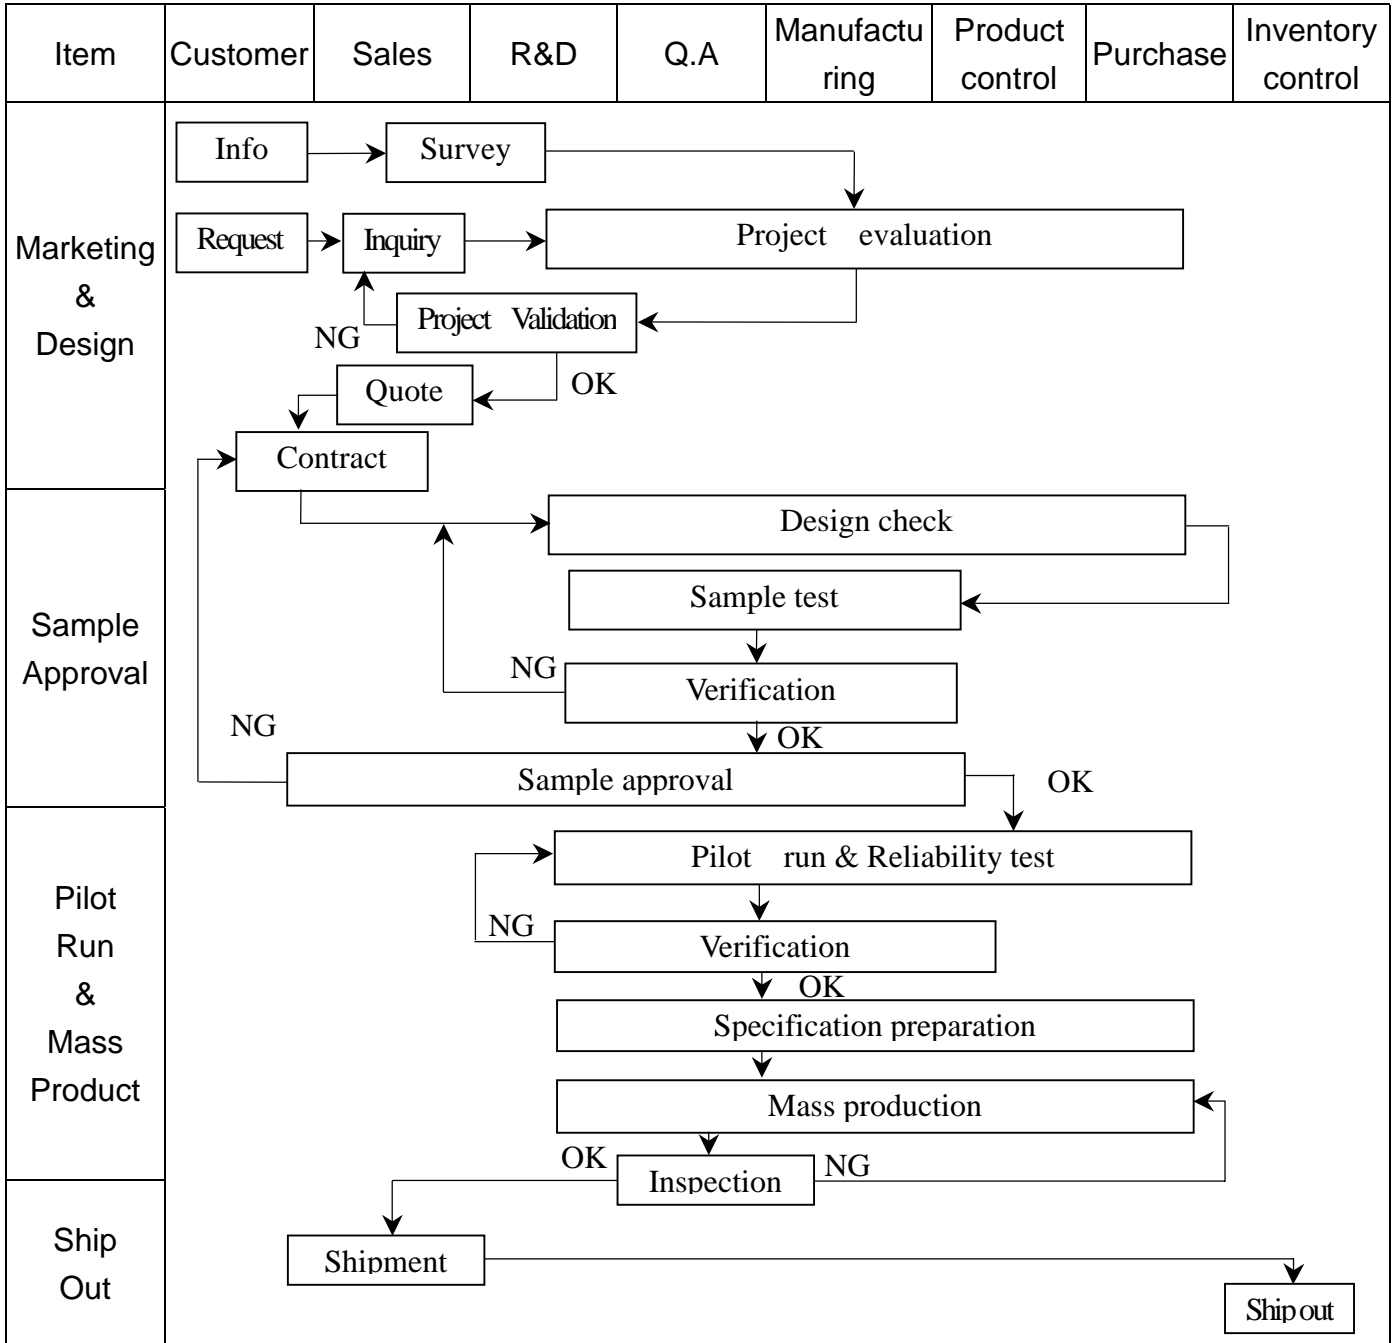 Item
Customer
Sales
R&D
Q.A
Manufactu
ring
Product
control
Purchase
Inventory
control
Marketing
&
Design
Info
Survey
Request
Inquiry
Project evaluation
NG
Project Validation
OK
Quote
Contract
Sample
Approval
Design check
Sample test
NG
Verification
NG
OK
Sample approval
OK
Pilot
Run
&
Mass
Product
Pilot run & Reliability test
NG
Verification
OK
Specification preparation
Mass production
OK
Inspection
NG
Ship
Out
Shipment
Ship out